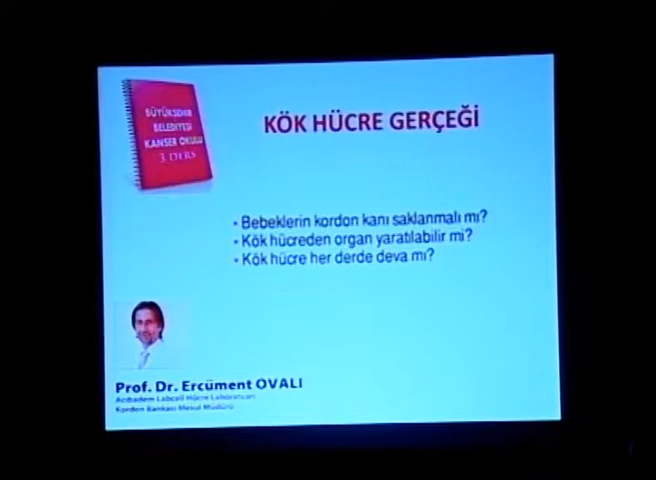 BÜYÜKŞEHİR
BELEDİYESİ
KANSER OKULU
3. DERS
KÖK HÜCRE GERÇEĞİ
- Bebeklerin kordon kanı saklanmalı mı?
- Kök hücreden organ yaratılabilir mi?
- Kök hücre her derde deva mı?
Prof. Dr. Ercüment OVALI
Acıbadem Labcell Hücre Laboratuarı
Kordon Bankası Mesul Müdürü